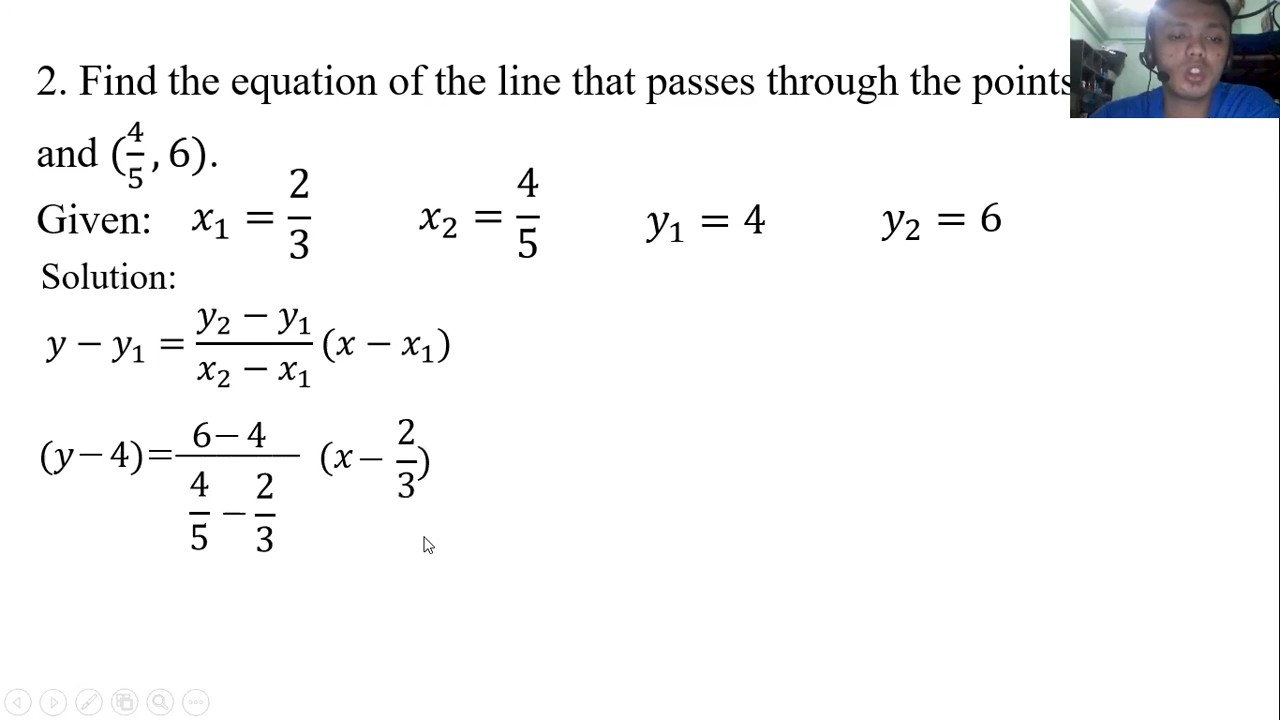 2. Find the equation of the line that passes through the points
and (4/5, 6).
Given: x₁ = 2/3 x₂ = 4/5 y₁ = 4 y₂ = 6
Solution:
y − y₁ = (y₂ − y₁)/(x₂ − x₁) (x − x₁)
(y − 4) = (6 − 4)/(4/5 − 2/3) (x − 2/3)